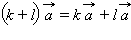 (k+l)a⃗ = ka⃗ + la⃗